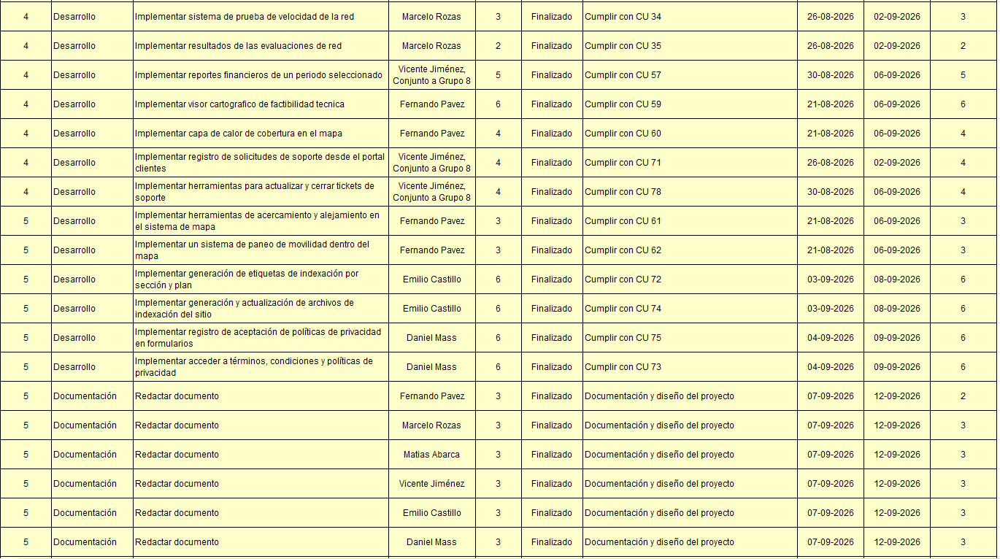 4 Desarrollo Implementar sistema de prueba de velocidad de la red Marcelo Rozas 3 Finalizado Cumplir con CU 34 26-08-2026 02-09-2026 3
4 Desarrollo Implementar resultados de las evaluaciones de red Marcelo Rozas 2 Finalizado Cumplir con CU 35 26-08-2026 02-09-2026 2
4 Desarrollo Implementar reportes financieros de un periodo seleccionado Vicente Jiménez,
Conjunto a Grupo 8 5 Finalizado Cumplir con CU 57 30-08-2026 06-09-2026 5
4 Desarrollo Implementar visor cartografico de factibilidad tecnica Fernando Pavez 6 Finalizado Cumplir con CU 59 21-08-2026 06-09-2026 6
4 Desarrollo Implementar capa de calor de cobertura en el mapa Fernando Pavez 4 Finalizado Cumplir con CU 60 21-08-2026 06-09-2026 4
4 Desarrollo Implementar registro de solicitudes de soporte desde el portal
clientes Vicente Jiménez,
Conjunto a Grupo 8 4 Finalizado Cumplir con CU 71 26-08-2026 02-09-2026 4
4 Desarrollo Implementar herramientas para actualizar y cerrar tickets de
soporte Vicente Jiménez,
Conjunto a Grupo 8 4 Finalizado Cumplir con CU 78 30-08-2026 06-09-2026 4
5 Desarrollo Implementar herramientas de acercamiento y alejamiento en
el sistema de mapa Fernando Pavez 3 Finalizado Cumplir con CU 61 21-08-2026 06-09-2026 3
5 Desarrollo Implementar un sistema de paneo de movilidad dentro del
mapa Fernando Pavez 3 Finalizado Cumplir con CU 62 21-08-2026 06-09-2026 3
5 Desarrollo Implementar generación de etiquetas de indexación por
sección y plan Emilio Castillo 6 Finalizado Cumplir con CU 72 03-09-2026 08-09-2026 6
5 Desarrollo Implementar generación y actualización de archivos de
indexación del sitio Emilio Castillo 6 Finalizado Cumplir con CU 74 03-09-2026 08-09-2026 6
5 Desarrollo Implementar registro de aceptación de políticas de privacidad
en formularios Daniel Mass 6 Finalizado Cumplir con CU 75 04-09-2026 09-09-2026 6
5 Desarrollo Implementar acceder a términos, condiciones y políticas de
privacidad Daniel Mass 6 Finalizado Cumplir con CU 73 04-09-2026 09-09-2026 6
5 Documentación Redactar documento Fernando Pavez 3 Finalizado Documentación y diseño del proyecto 07-09-2026 12-09-2026 2
5 Documentación Redactar documento Marcelo Rozas 3 Finalizado Documentación y diseño del proyecto 07-09-2026 12-09-2026 3
5 Documentación Redactar documento Matias Abarca 3 Finalizado Documentación y diseño del proyecto 07-09-2026 12-09-2026 3
5 Documentación Redactar documento Vicente Jiménez 3 Finalizado Documentación y diseño del proyecto 07-09-2026 12-09-2026 3
5 Documentación Redactar documento Emilio Castillo 3 Finalizado Documentación y diseño del proyecto 07-09-2026 12-09-2026 3
5 Documentación Redactar documento Daniel Mass 3 Finalizado Documentación y diseño del proyecto 07-09-2026 12-09-2026 3